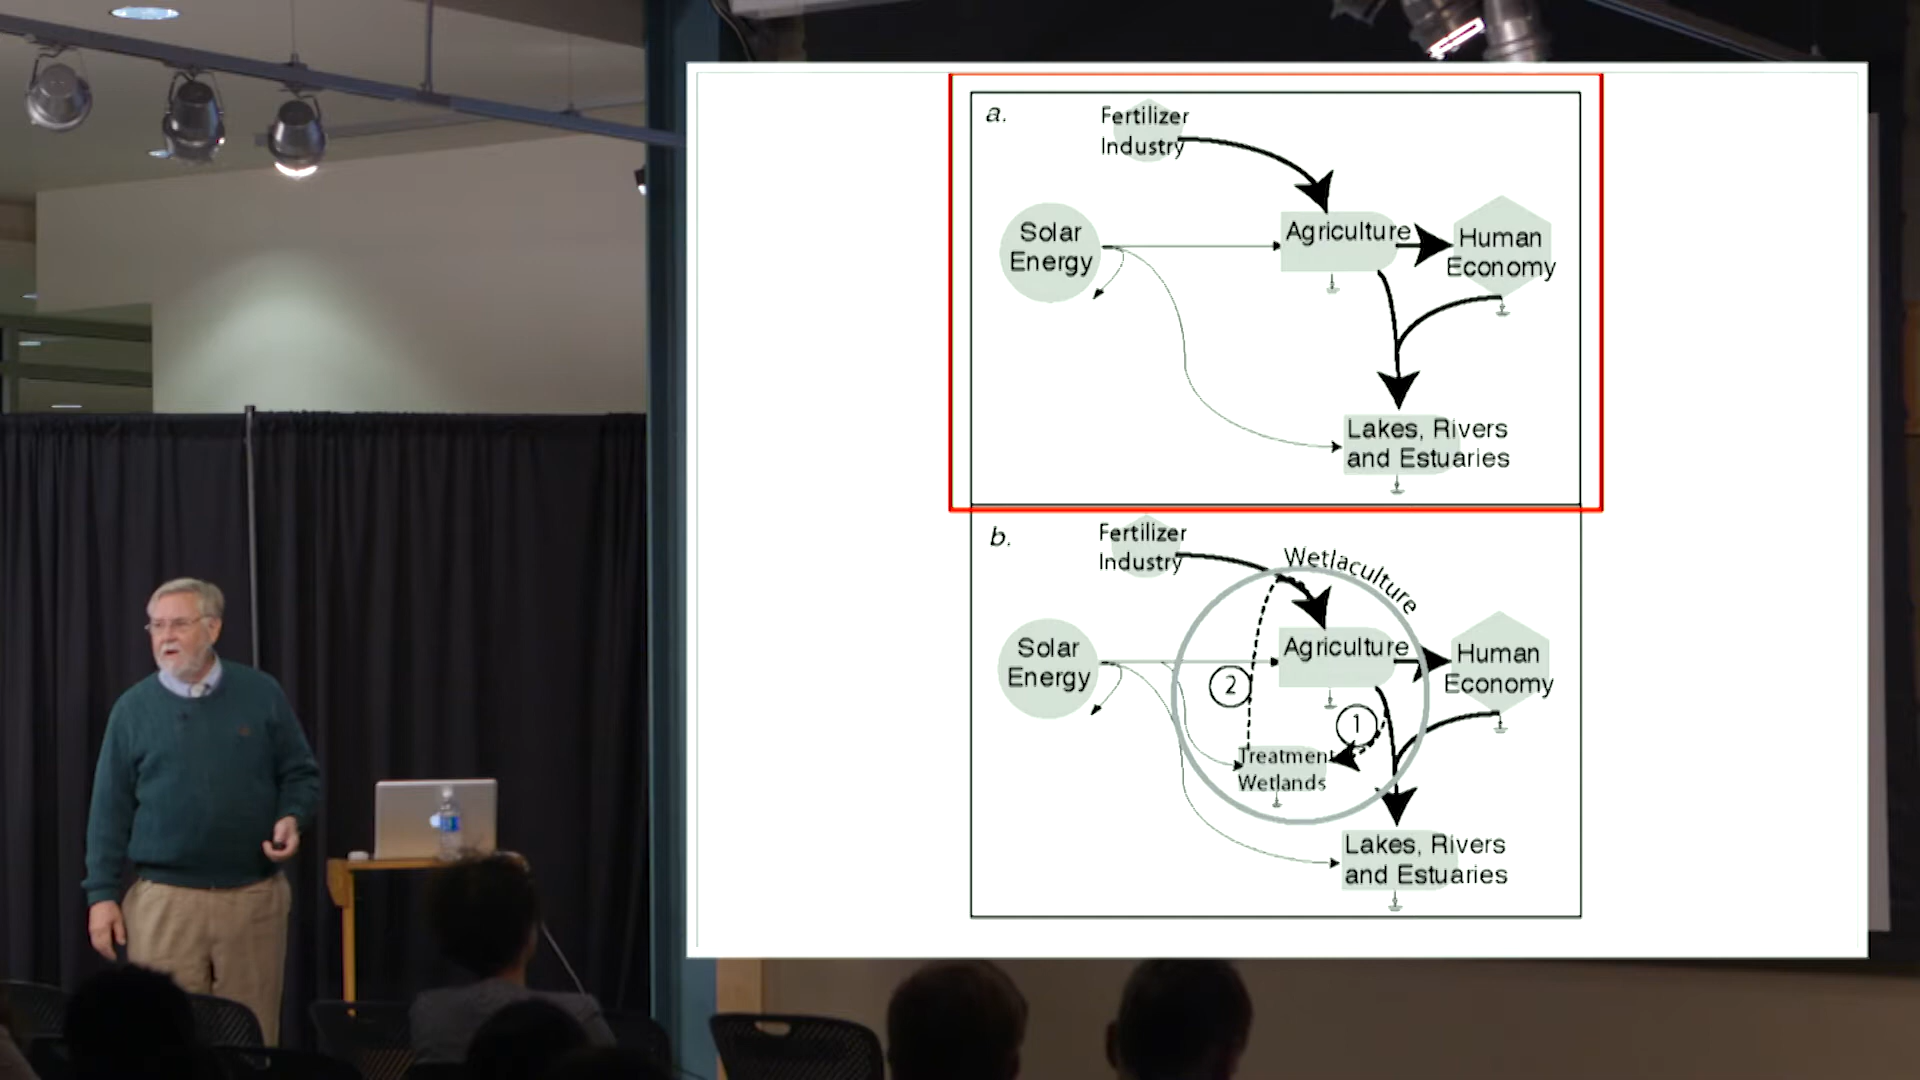 a.
Fertilizer
Industry
Solar
Energy
Agriculture
Human
Economy
Lakes, Rivers
and Estuaries
b.
Fertilizer
Industry
Wetlaculture
Solar
Energy
Agriculture
Human
Economy
2
1
Treatment
Wetlands
Lakes, Rivers
and Estuaries